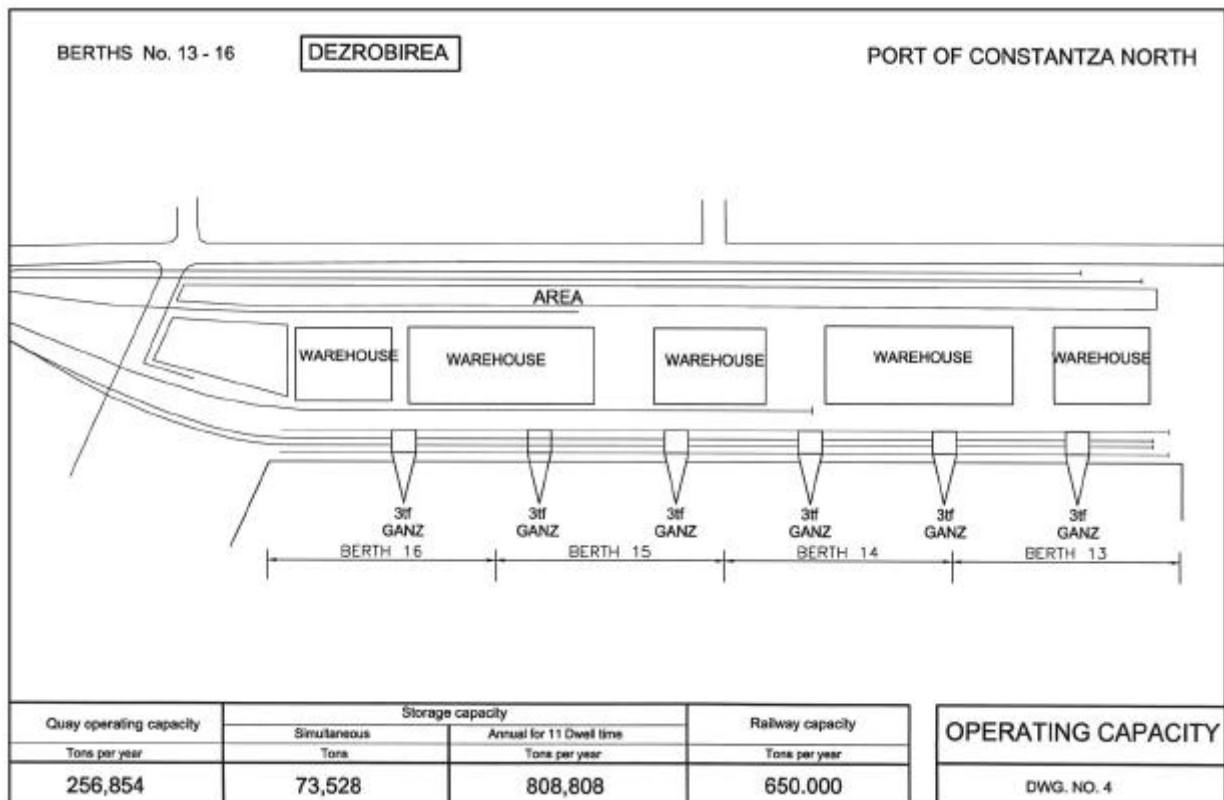 BERTHS No. 13 - 16
DEZROBIREA
PORT OF CONSTANTZA NORTH
AREA
WAREHOUSE
WAREHOUSE
WAREHOUSE
WAREHOUSE
WAREHOUSE
3tf
GANZ
3tf
GANZ
3tf
GANZ
3tf
GANZ
3tf
GANZ
3tf
GANZ
BERTH 16
BERTH 15
BERTH 14
BERTH 13
Quay operating capacity
Storage capacity
Railway capacity
Simultaneous
Annual for 11 Dwell time
Tons per year
Tons
Tons per year
Tons per year
256,854
73,528
808,808
650.000
OPERATING CAPACITY
DWG. NO. 4